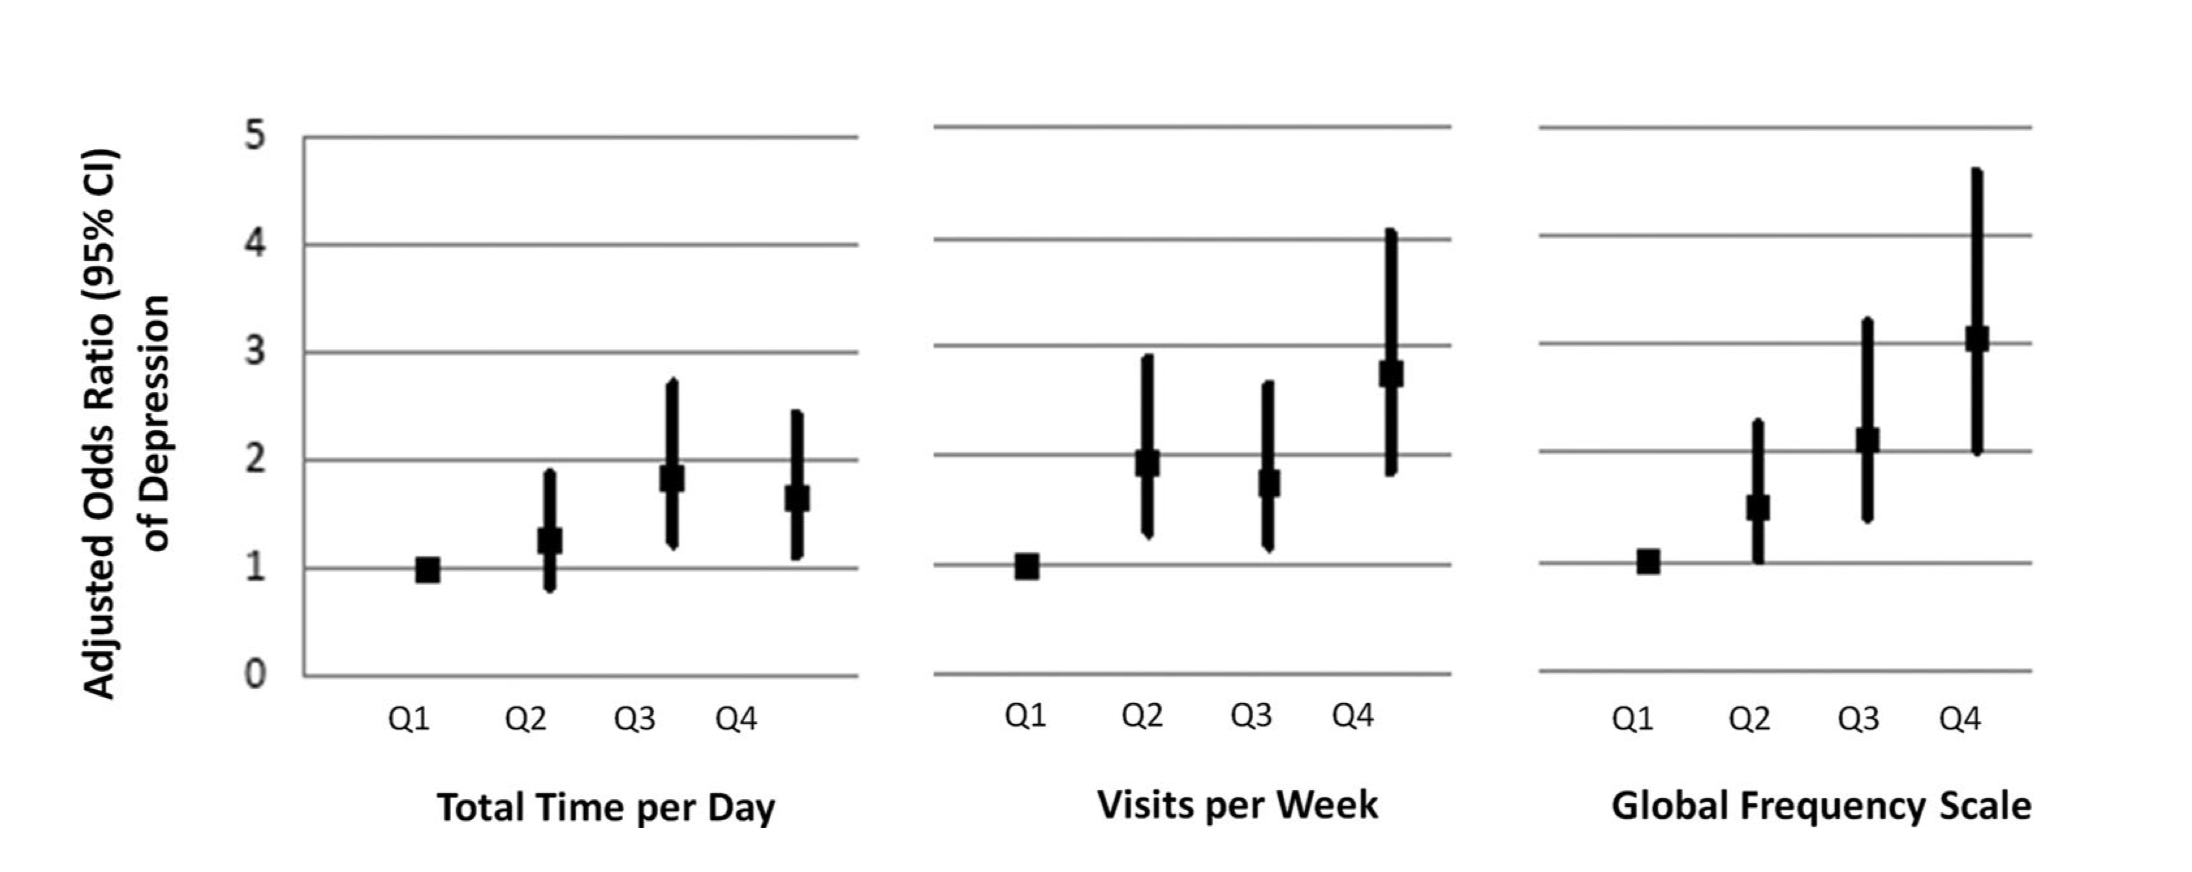 Adjusted Odds Ratio (95% CI)
of Depression
5
4
3
2
1
0
Q1 Q2 Q3 Q4
Total Time per Day
Q1 Q2 Q3 Q4
Visits per Week
Q1 Q2 Q3 Q4
Global Frequency Scale